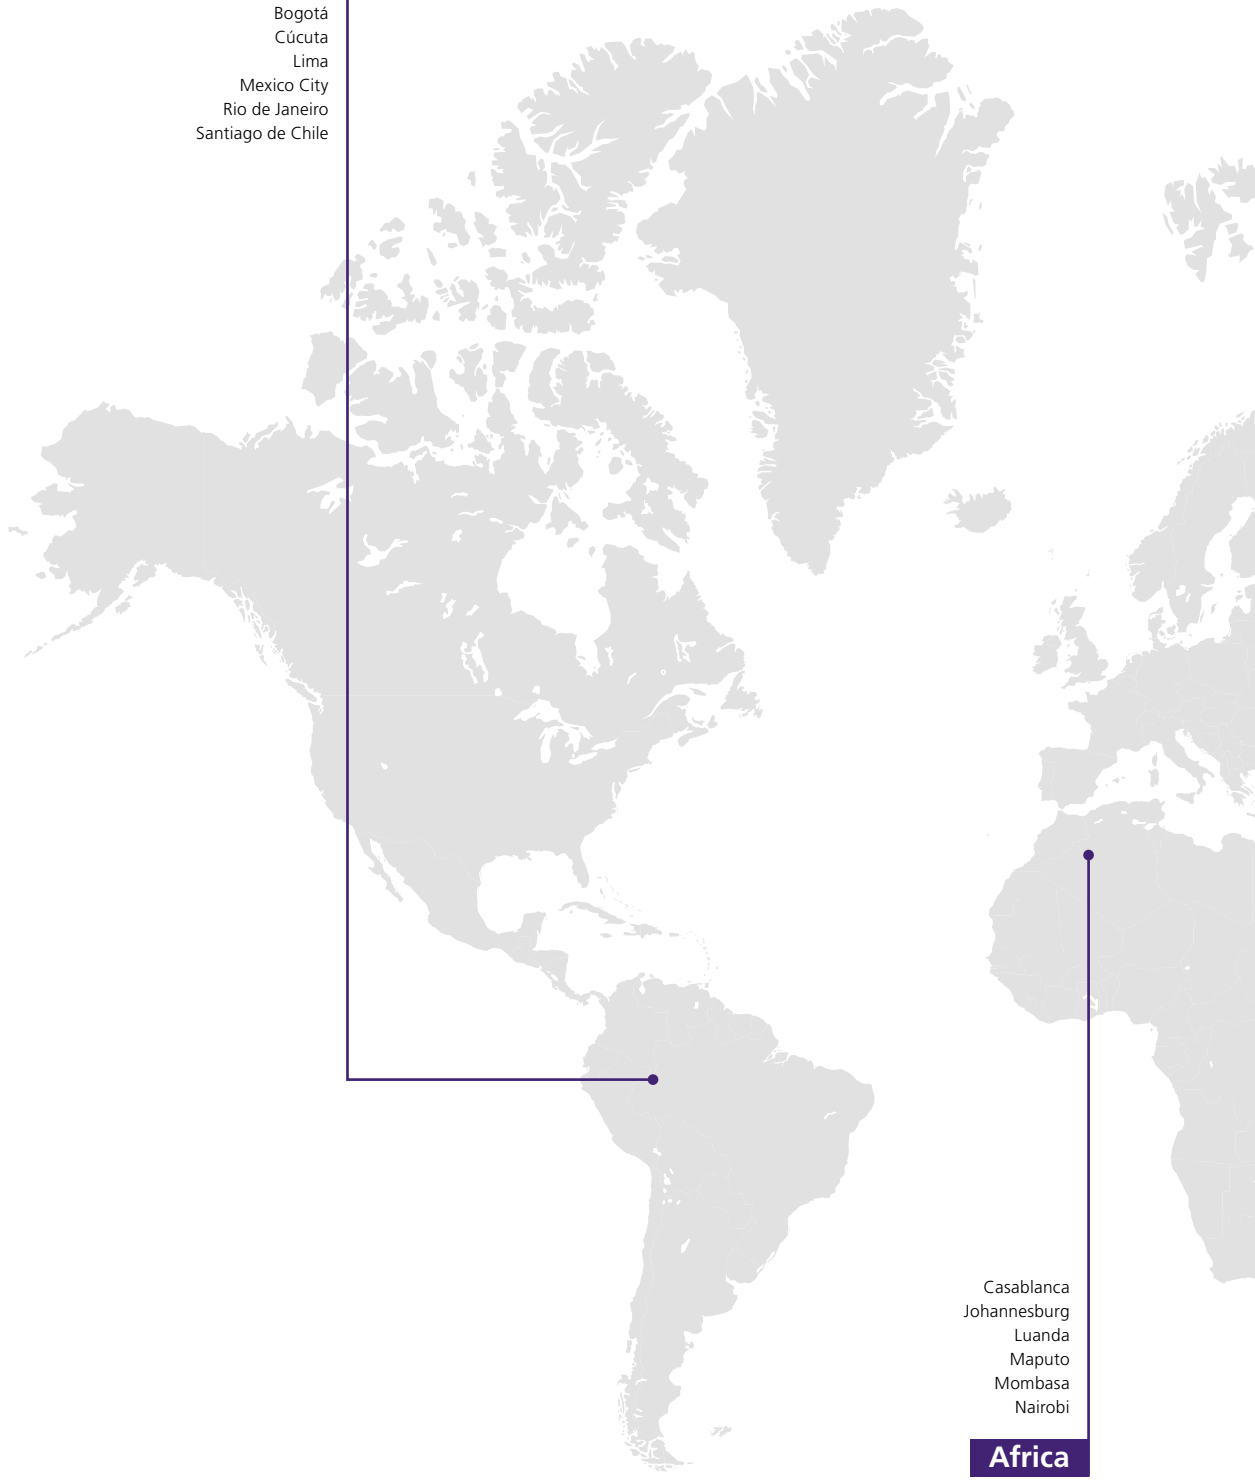 Bogotá
Cúcuta
Lima
Mexico City
Rio de Janeiro
Santiago de Chile
Casablanca
Johannesburg
Luanda
Maputo
Mombasa
Nairobi
Africa